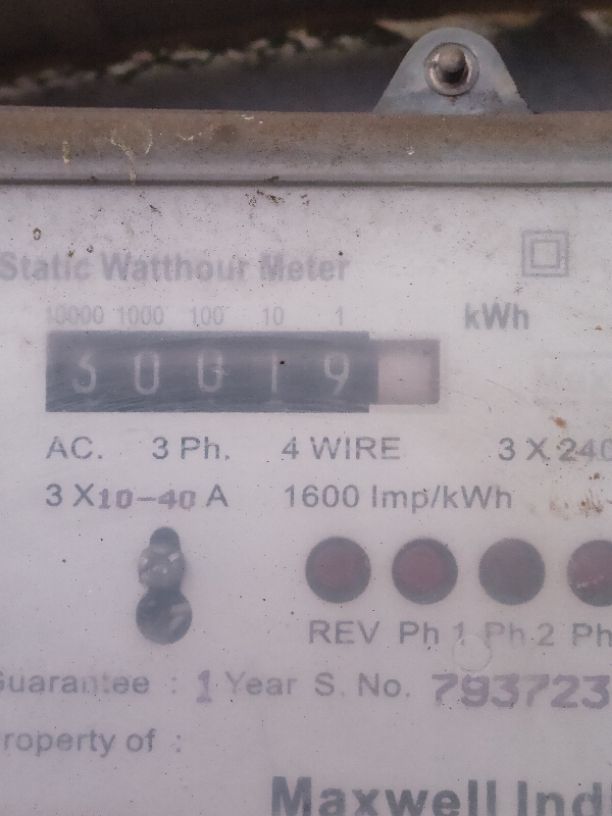 Static Watthour Meter
10000 1000 100 10 1 kWh
30019
AC. 3 Ph. 4 WIRE 3 X 240
3 X 10-40 A 1600 Imp/kWh
REV Ph 1 Ph 2 Ph
Guarantee : 1 Year S. No. 793723
Property of :
Maxwell Ind